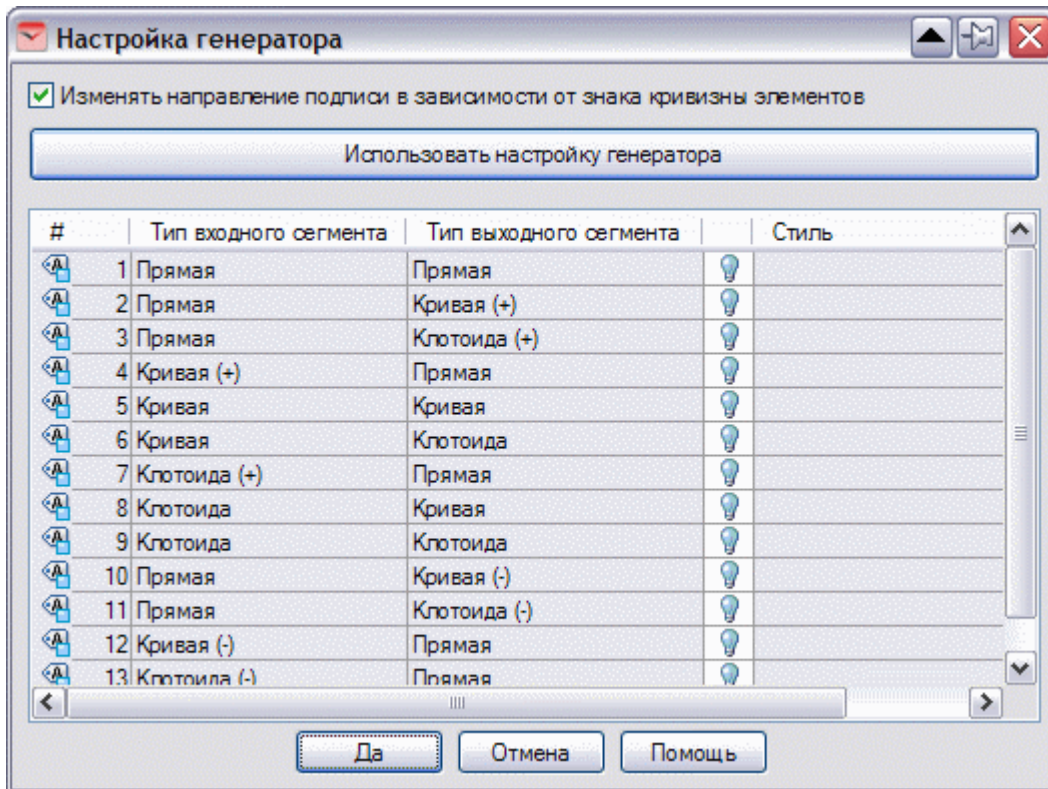 Настройка генератора
Изменять направление подписи в зависимости от знака кривизны элементов
Использовать настройку генератора
# Тип входного сегмента Тип выходного сегмента Стиль
1 Прямая Прямая
2 Прямая Кривая (+)
3 Прямая Клотоида (+)
4 Кривая (+) Прямая
5 Кривая Кривая
6 Кривая Клотоида
7 Клотоида (+) Прямая
8 Клотоида Кривая
9 Клотоида Клотоида
10 Прямая Кривая (-)
11 Прямая Клотоида (-)
12 Кривая (-) Прямая
13 Клотоида (-) Прямая
Да Отмена Помощь